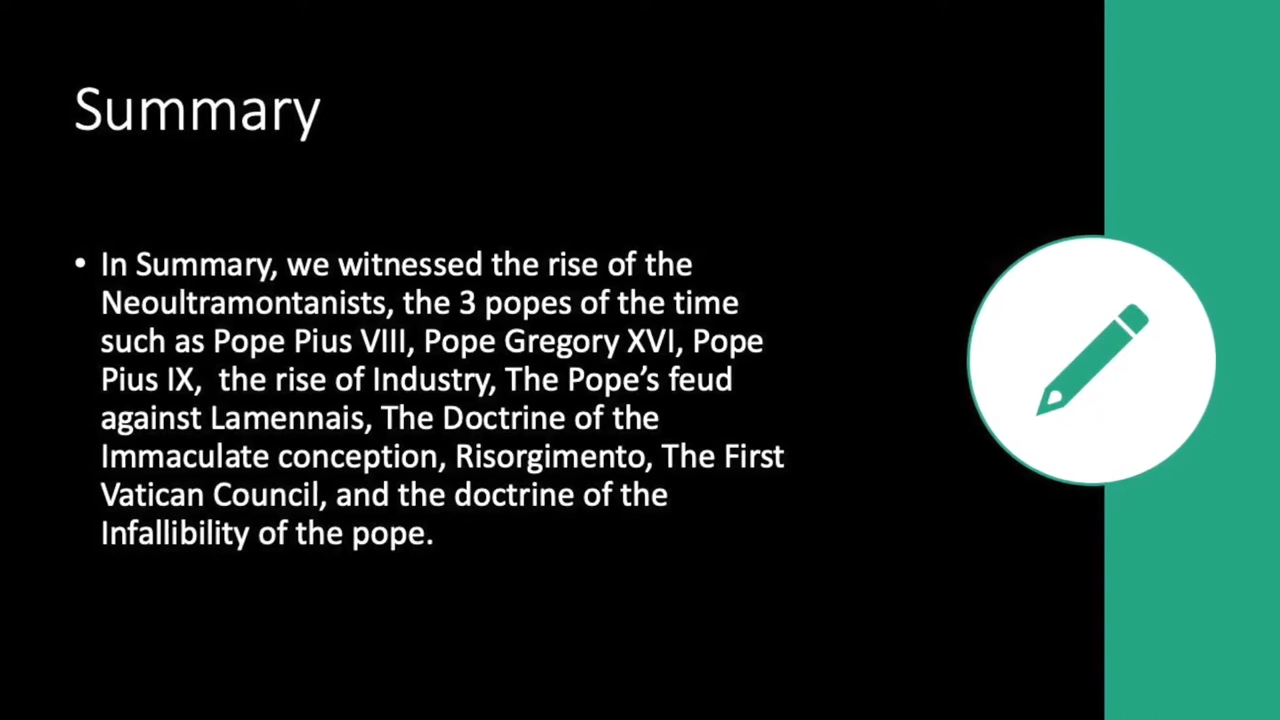 Summary
• In Summary, we witnessed the rise of the
Neoultramontanists, the 3 popes of the time
such as Pope Pius VIII, Pope Gregory XVI, Pope
Pius IX,  the rise of Industry, The Pope’s feud
against Lamennais, The Doctrine of the
Immaculate conception, Risorgimento, The First
Vatican Council, and the doctrine of the
Infallibility of the pope.